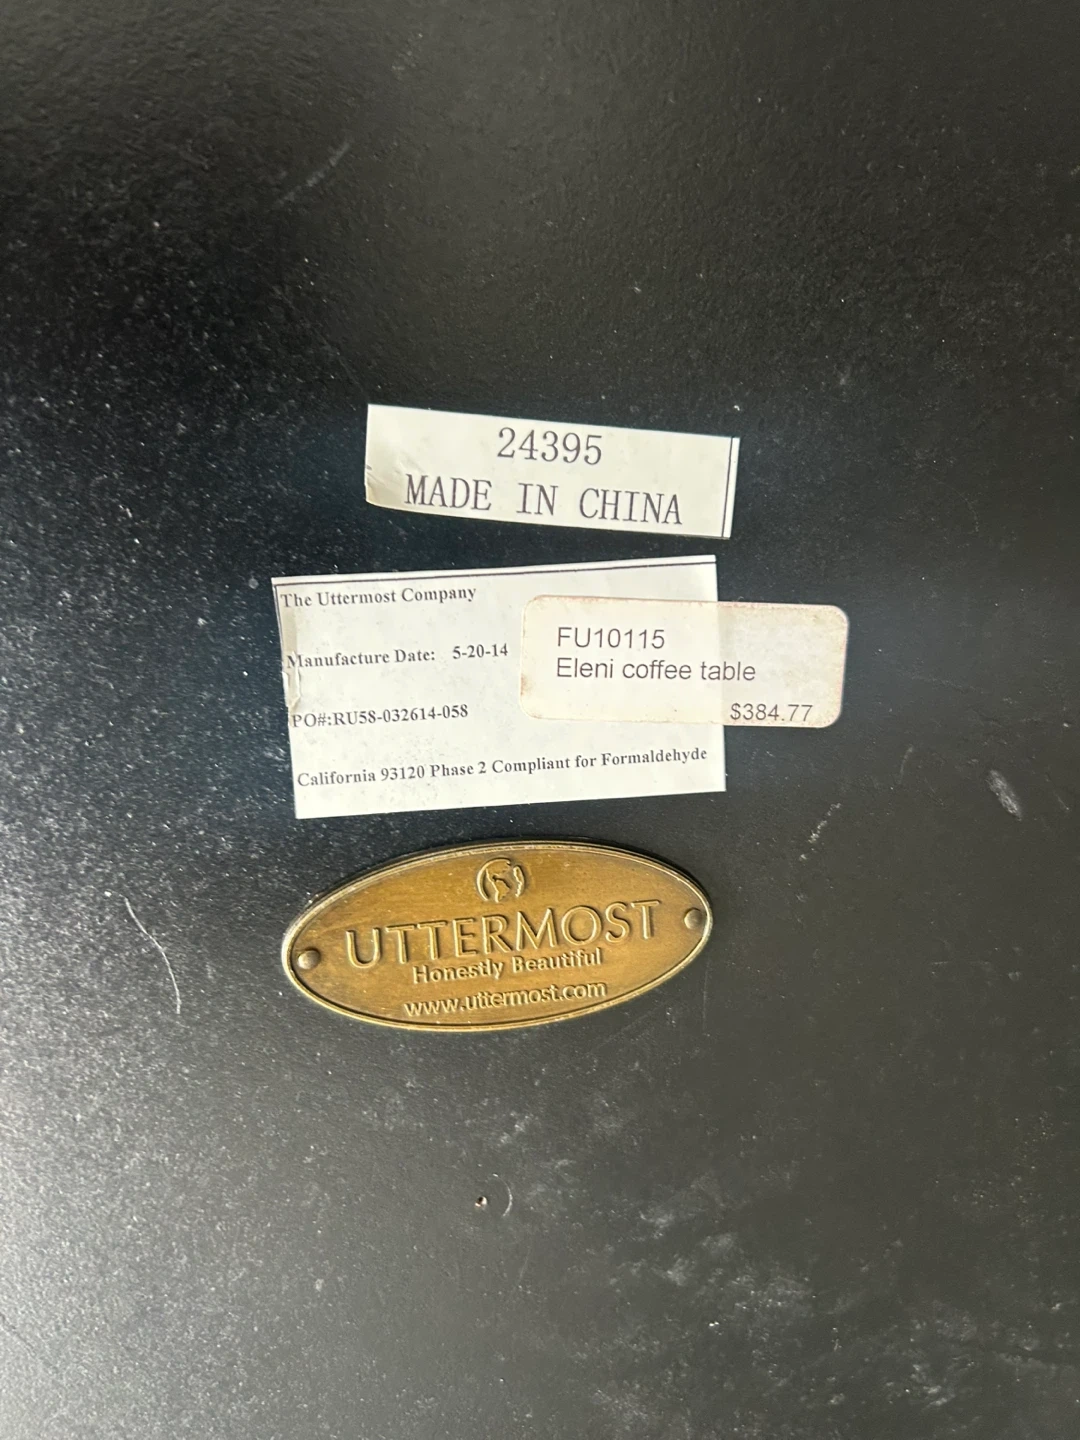 24395
MADE IN CHINA
The Uttermost Company
Manufacture Date: 5-20-14
PO#:RU58-032614-058
California 93120 Phase 2 Compliant for Formaldehyde
FU10115
Eleni coffee table
$384.77
UTTERMOST
Honestly Beautiful
www.uttermost.com